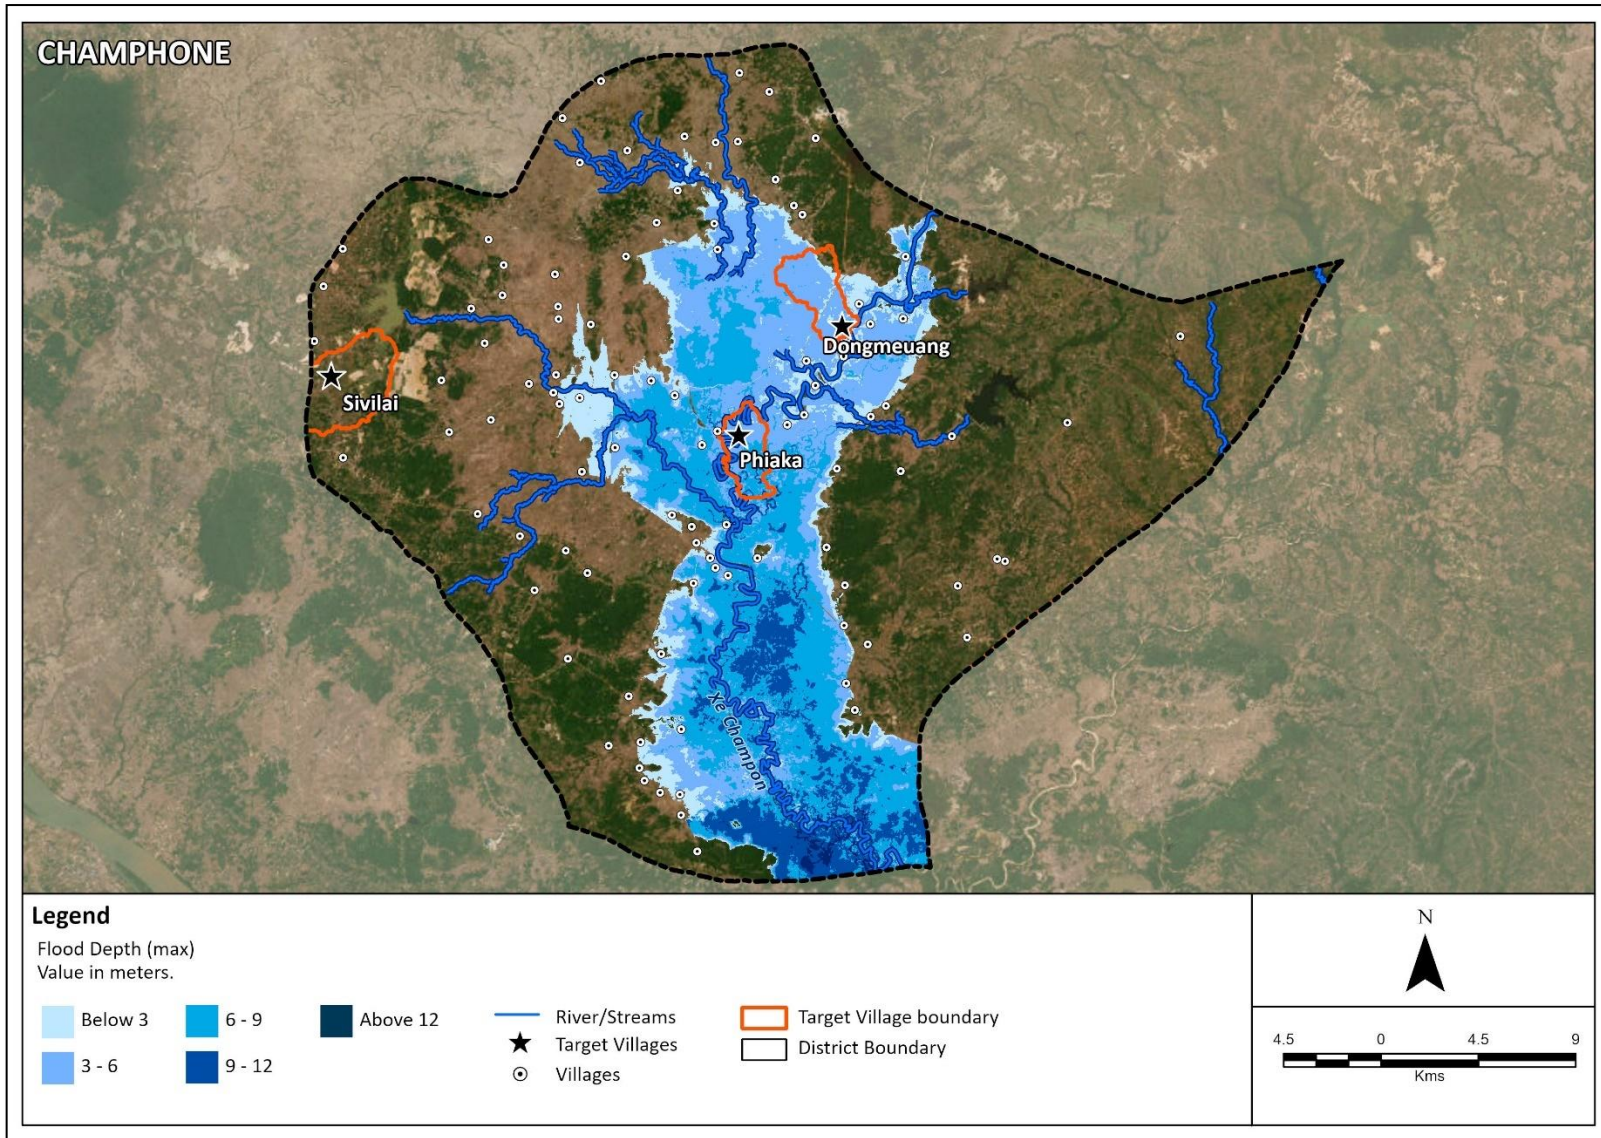 CHAMPHONE
Dongmeuang
Sivilai
Phiaka
Xe Champon
Legend
Flood Depth (max)
Value in meters.
Below 3
6 - 9
Above 12
3 - 6
9 - 12
River/Streams
Target Villages
Villages
Target Village boundary
District Boundary
N
4.5 0 4.5 9
Kms